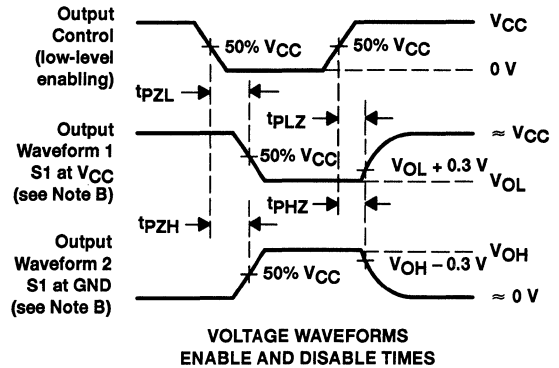 Output
Control
(low-level
enabling)
50% VCC
50% VCC
VCC
0 V
tPZL
tPLZ
Output
Waveform 1
S1 at VCC
(see Note B)
50% VCC
≈ VCC
VOL + 0.3 V
VOL
tPZH
tPHZ
Output
Waveform 2
S1 at GND
(see Note B)
50% VCC
VOH
VOH − 0.3 V
≈ 0 V
VOLTAGE WAVEFORMS
ENABLE AND DISABLE TIMES